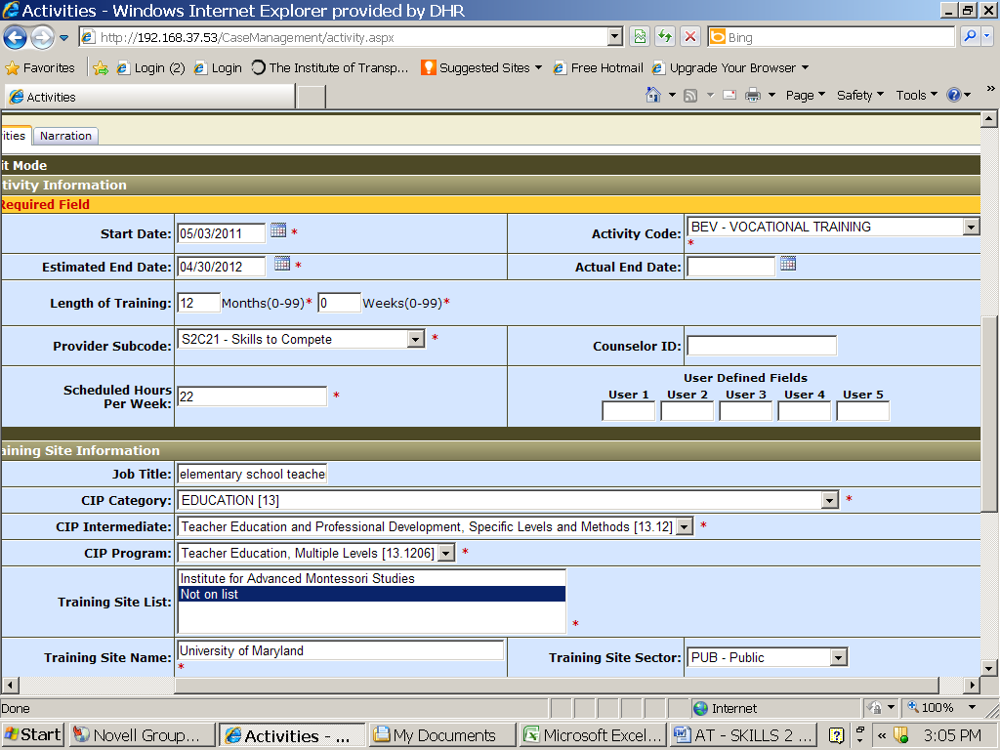 Activities - Windows Internet Explorer provided by DHR
http://192.168.37.53/CaseManagement/activity.aspx Bing
Favorites Login (2) Login The Institute of Transp... Suggested Sites Free Hotmail Upgrade Your Browser
Activities Page Safety Tools »
ities Narration
it Mode
tivity Information
Required Field
Start Date: 05/03/2011 * Activity Code: BEV - VOCATIONAL TRAINING
*
Estimated End Date: 04/30/2012 * Actual End Date:
Length of Training: 12 Months(0-99)* 0 Weeks(0-99)*
Provider Subcode: S2C21 - Skills to Compete * Counselor ID:
User Defined Fields
Scheduled Hours
Per Week: 22 * User 1 User 2 User 3 User 4 User 5
aining Site Information
Job Title: elementary school teache
CIP Category: EDUCATION [13] *
CIP Intermediate: Teacher Education and Professional Development, Specific Levels and Methods [13.12] *
CIP Program: Teacher Education, Multiple Levels [13.1206] *
Institute for Advanced Montessori Studies
Not on list
Training Site List: *
Training Site Name: University of Maryland Training Site Sector: PUB - Public
*
Done Internet 100%
Start Novell Group... Activities - ... My Documents Microsoft Excel... AT - SKILLS 2 ... « 3:05 PM